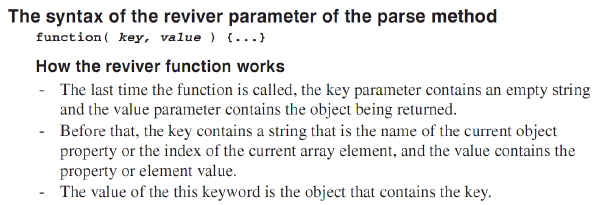 The syntax of the reviver parameter of the parse method
function( key, value ) {...}
How the reviver function works
- The last time the function is called, the key parameter contains an empty string
and the value parameter contains the object being returned.
- Before that, the key contains a string that is the name of the current object
property or the index of the current array element, and the value contains the
property or element value.
- The value of the this keyword is the object that contains the key.